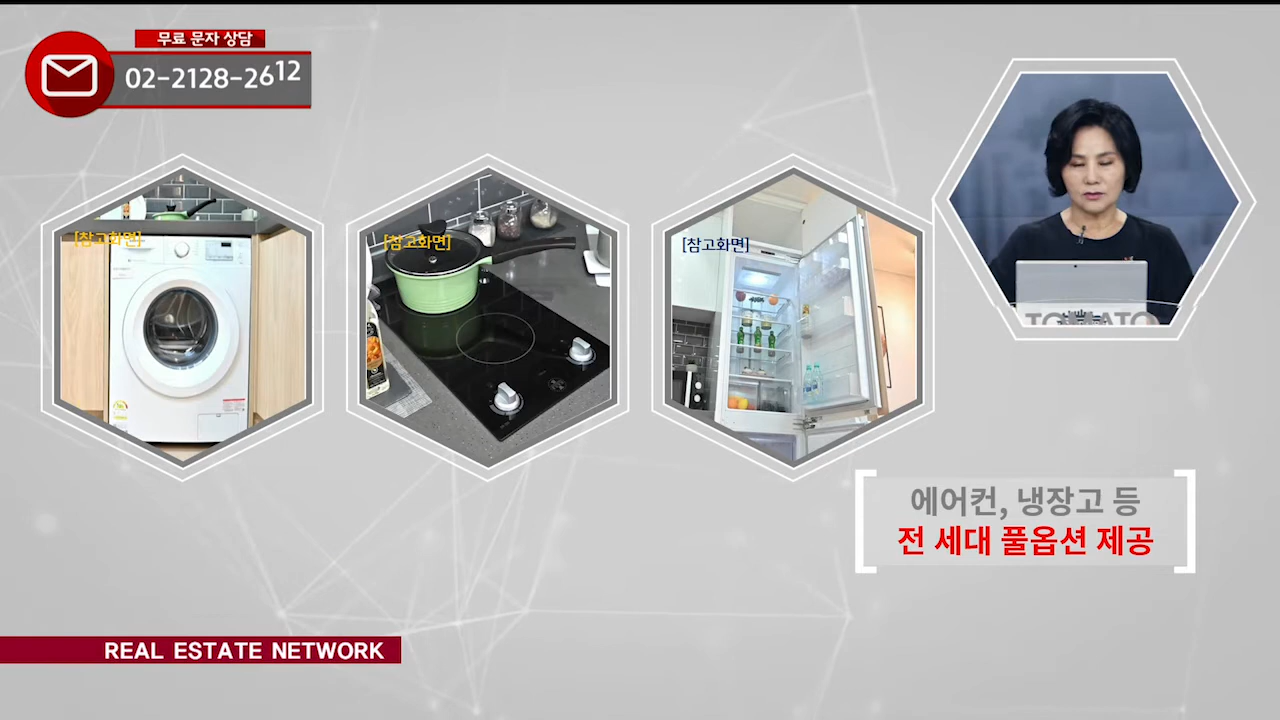 무료 문자 상담
02-2128-2612
[참고화면]
[참고화면]
[참고화면]
TOMATO
에어컨, 냉장고 등
전 세대 풀옵션 제공
REAL ESTATE NETWORK